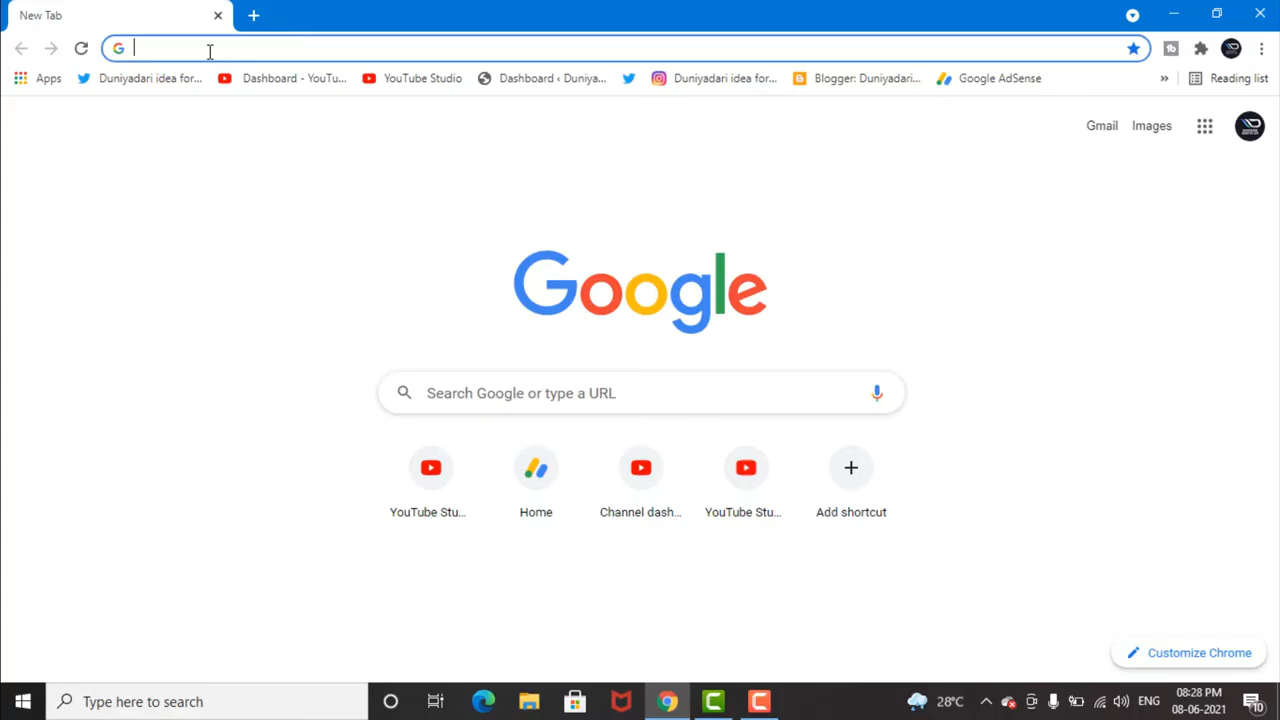 New Tab
Apps
Duniyadari idea for...
Dashboard - YouTu...
YouTube Studio
Dashboard ‹ Duniya...
Duniyadari idea for...
Blogger: Duniyadari...
Google AdSense
»
Reading list
Gmail
Images
Google
Search Google or type a URL
YouTube Stu...
Home
Channel dash...
YouTube Stu...
Add shortcut
Customize Chrome
Type here to search
28°C
ENG
08:28 PM
08-06-2021
10